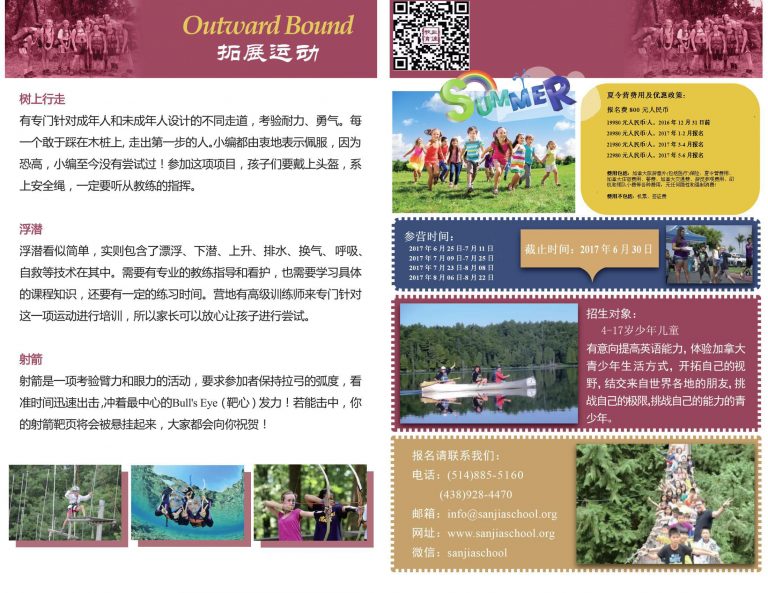 Outward Bound
拓展运动
树上行走
有专门针对成年人和未成年人设计的不同走道，考验耐力、勇气。每
一个敢于踩在木桩上, 走出第一步的人。小编都由衷地表示佩服，因为
恐高，小编至今没有尝试过！参加这项项目，孩子们要戴上头盔，系
上安全绳，一定要听从教练的指挥。
浮潜
浮潜看似简单，实则包含了漂浮、下潜、上升、排水、换气、呼吸、
自救等技术在其中。需要有专业的教练指导和看护，也需要学习具体
的课程知识，还要有一定的练习时间。营地有高级训练师来专门针对
这一项运动进行培训，所以家长可以放心让孩子进行尝试。
射箭
射箭是一项考验臂力和眼力的活动，要求参加者保持拉弓的弧度，看
准时间迅速出击,冲着最中心的Bull's Eye（靶心）发力！若能击中，你
的射箭靶页将会被悬挂起来，大家都会向你祝贺！
SUMMER
夏令营费用及优惠政策：
报名费 800 元人民币
19980 元人民币/人，2016 年 12 月 31 日前
20980 元人民币/人，2017 年 1-2 月报名
21980 元人民币/人，2017 年 3-4 月报名
22980 元人民币/人，2017 年 5-6 月报名
费用不包括：机票、签证费
参营时间：
2017 年 6 月 25 日-7 月 11 日
2017 年 7 月 09 日-7 月 25 日
2017 年 7 月 23 日-8 月 08 日
2017 年 8 月 06 日-8 月 22 日
截止时间：2017 年 6 月 30 日
招生对象：
4-17岁少年儿童
有意向提高英语能力，体验加拿大
青少年生活方式，开拓自己的视
野，结交来自世界各地的朋友，挑
战自己的极限,挑战自己的能力的青
少年。
报名请联系我们：
电话：(514)885-5160
(438)928-4470
邮箱：info@sanjiaschool.org
网址：www.sanjiaschool.org
微信：sanjiaschool